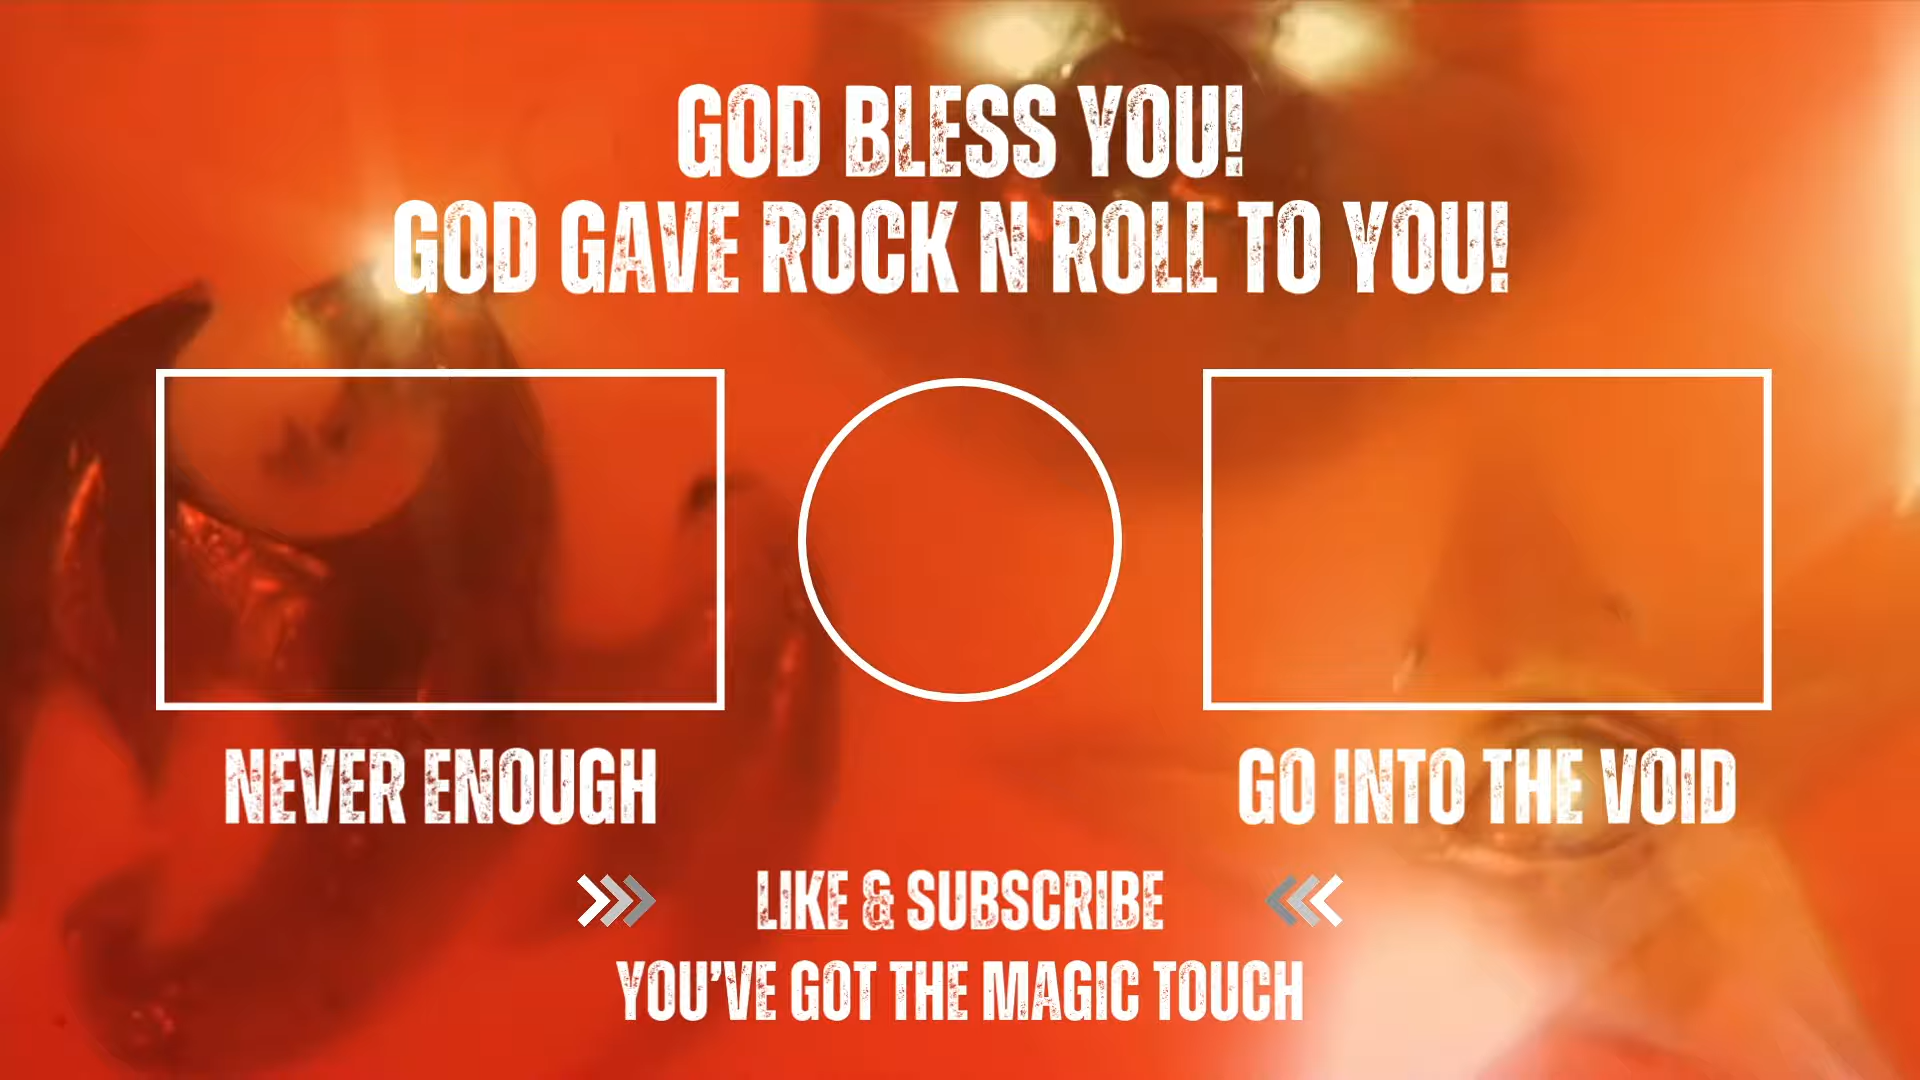 GOD BLESS YOU!
GOD GAVE ROCK N ROLL TO YOU!
NEVER ENOUGH
GO INTO THE VOID
LIKE & SUBSCRIBE
YOU'VE GOT THE MAGIC TOUCH